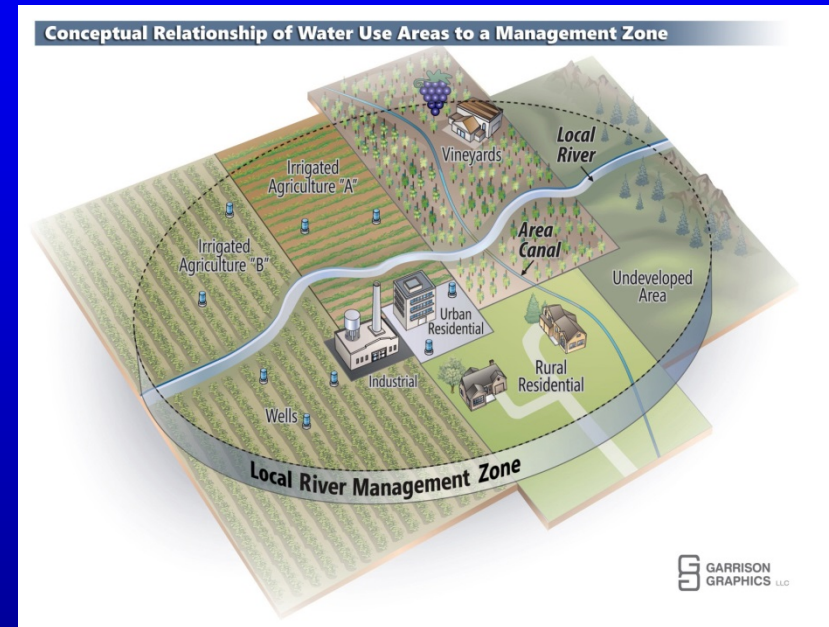 Conceptual Relationship of Water Use Areas to a Management Zone
Vineyards
Local
River
Irrigated
Agriculture "A"
Irrigated
Agriculture "B"
Area
Canal
Undeveloped
Area
Urban
Residential
Industrial
Rural
Residential
Wells
Local River Management Zone
GARRISON
GRAPHICS LLC